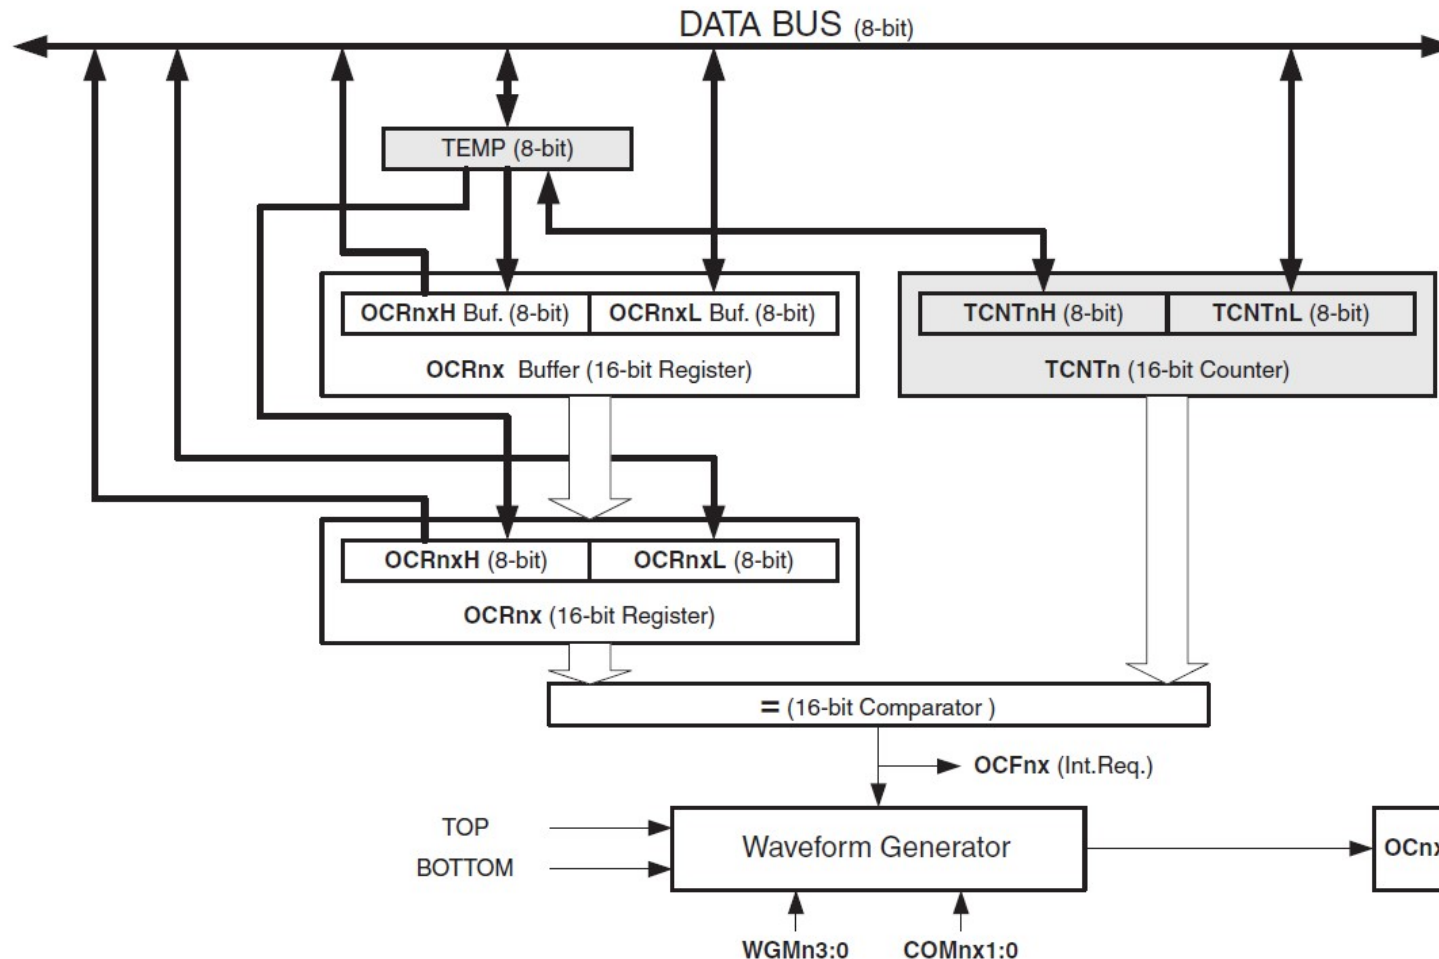 DATA BUS (8-bit)
TEMP (8-bit)
OCRnxH Buf. (8-bit) OCRnxL Buf. (8-bit)
OCRnx Buffer (16-bit Register)
TCNTnH (8-bit) TCNTnL (8-bit)
TCNTn (16-bit Counter)
OCRnxH (8-bit) OCRnxL (8-bit)
OCRnx (16-bit Register)
= (16-bit Comparator )
OCFnx (Int.Req.)
TOP
BOTTOM
Waveform Generator
OCnx
WGMn3:0 COMnx1:0